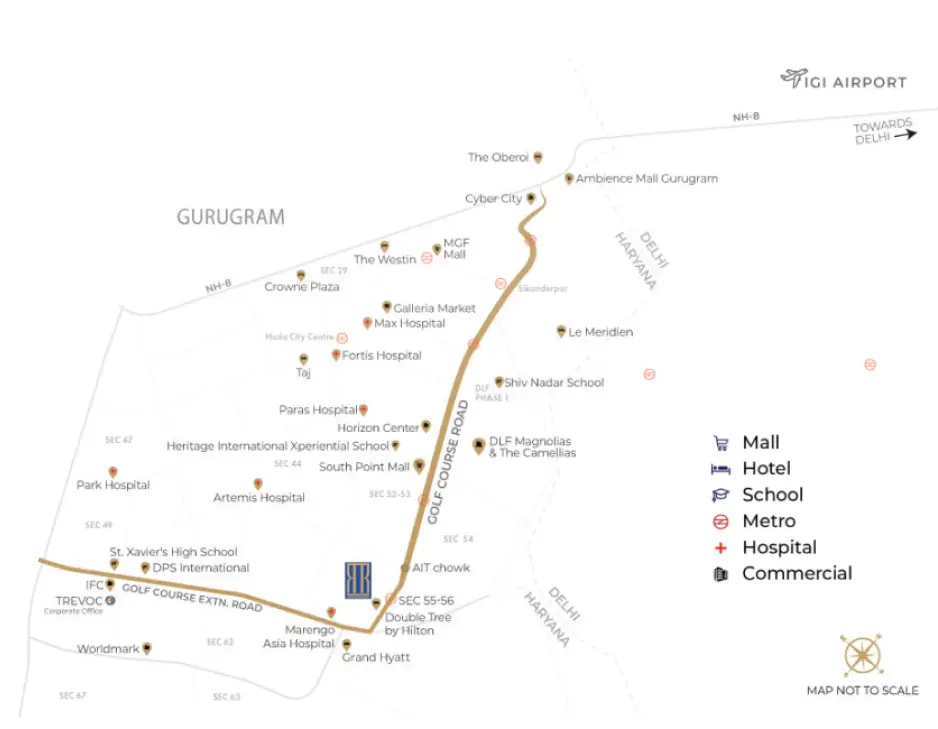 IGI AIRPORT
NH-8
TOWARDS
DELHI
The Oberoi
Ambience Mall Gurugram
Cyber City
GURUGRAM
DELHI
HARYANA
MGF
Mall
The Westin
SEC 29
Crowne Plaza
NH-8
Sikanderpur
Galleria Market
Max Hospital
Le Meridien
Huda City Centre
Fortis Hospital
Taj
Shiv Nadar School
DLF
PHASE 1
Paras Hospital
Horizon Center
GOLF COURSE ROAD
SEC 47
Heritage International Xperiential School
DLF Magnolias
& The Camellias
Mall
SEC 44
South Point Mall
Hotel
Park Hospital
Artemis Hospital
SEC 52-53
School
SEC 49
Metro
SEC 54
Hospital
St. Xavier's High School
DPS International
AIT chowk
Commercial
IFC
GOLF COURSE EXTN. ROAD
TREVOC
Corporate Office
SEC 55-56
DELHI
HARYANA
Double Tree
by Hilton
Marengo
Asia Hospital
SEC 62
Worldmark
Grand Hyatt
SEC 67
SEC 63
MAP NOT TO SCALE